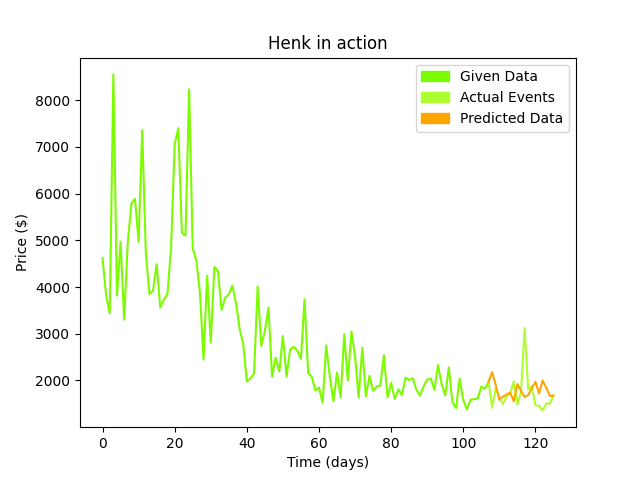 Henk in action
Given Data
Actual Events
Predicted Data
Price ($)
8000
7000
6000
5000
4000
3000
2000
0 20 40 60 80 100 120
Time (days)